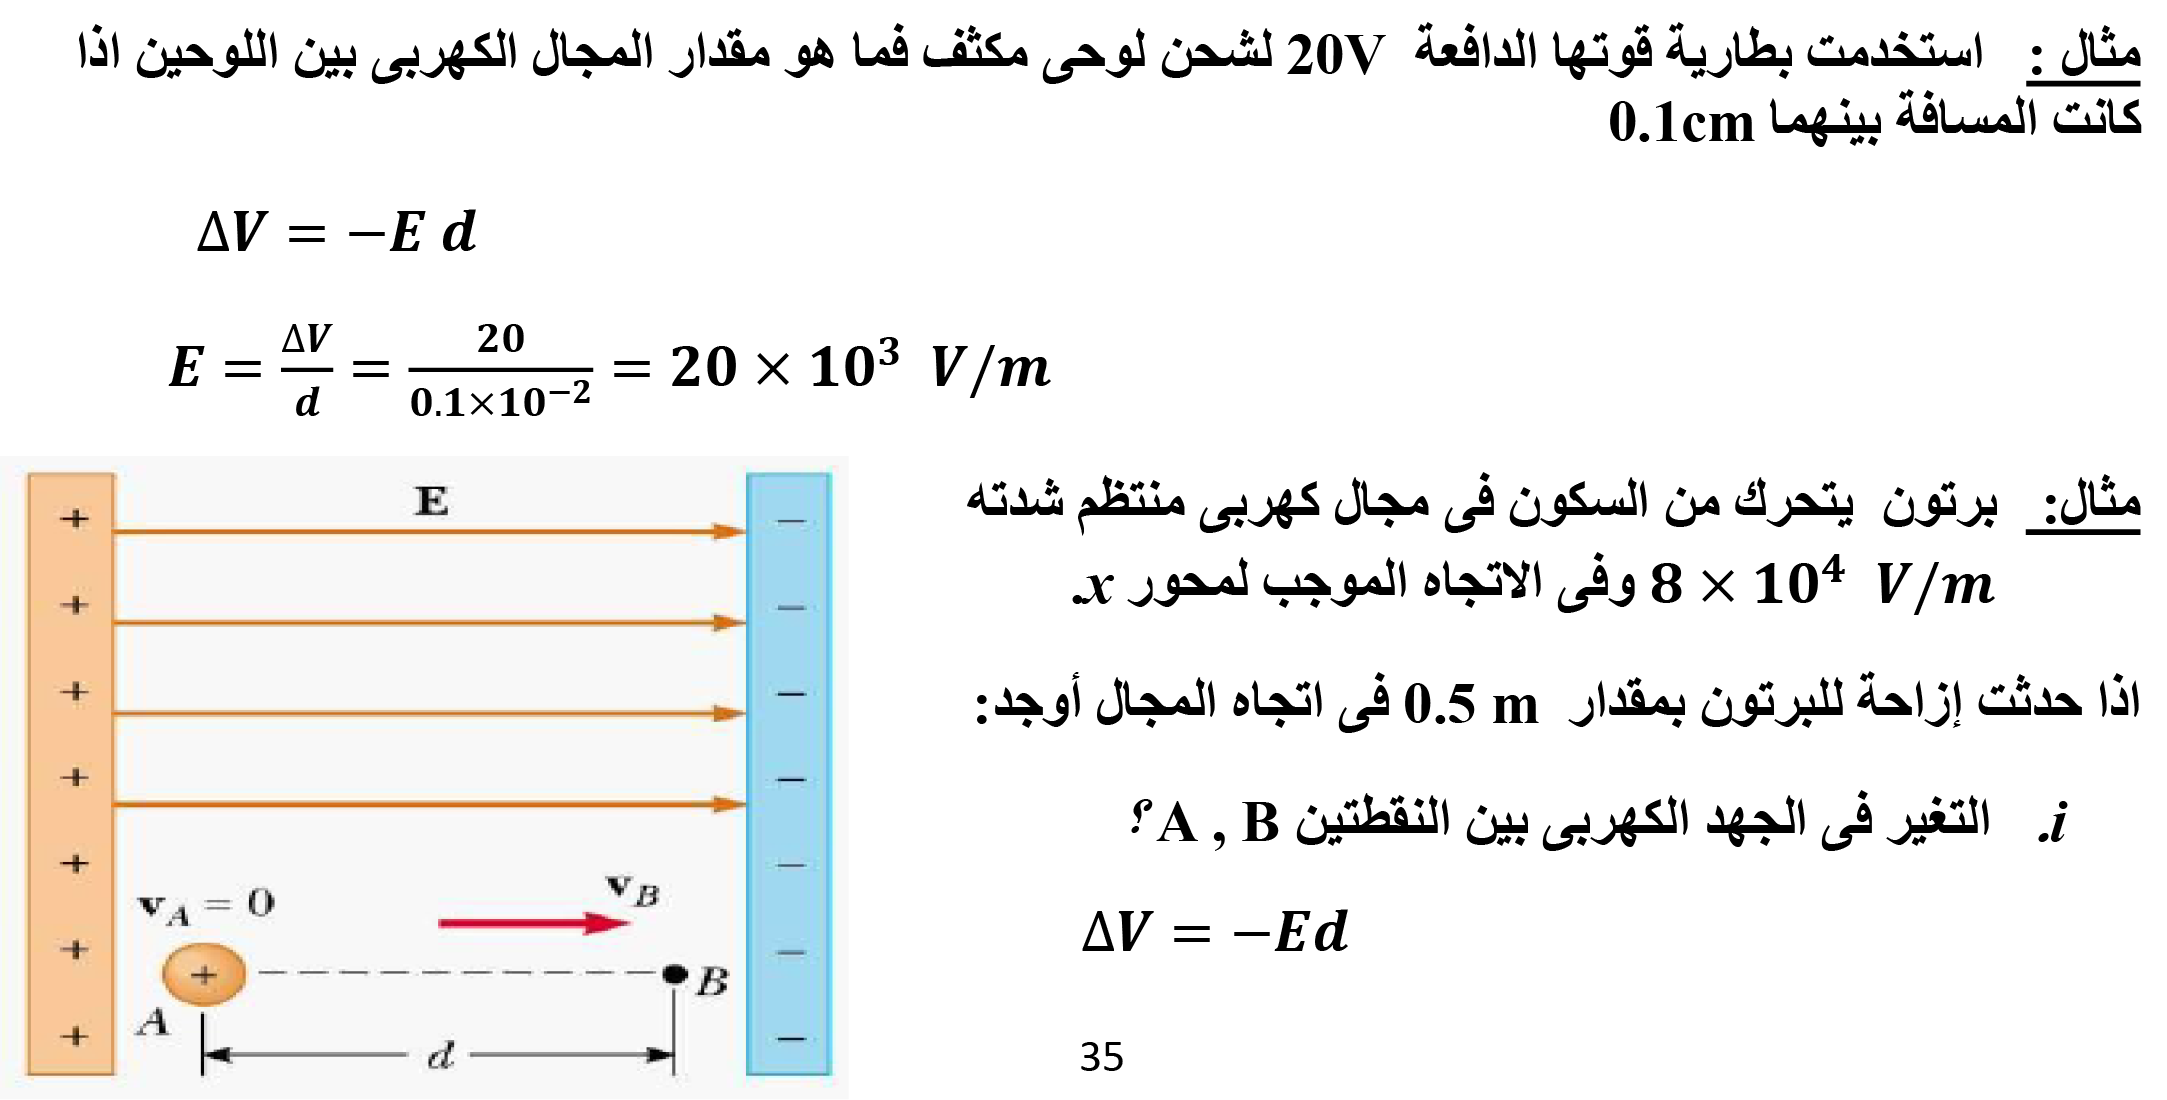 مثال : استخدمت بطارية قوتها الدافعة 20V لشحن لوحى مكثف فما هو مقدار المجال الكهربى بين اللوحين اذا
كانت المسافة بينهما 0.1cm
ΔV = −E d
E = ΔV/d = 20/(0.1×10⁻²) = 20 × 10³ V/m
مثال: برتون يتحرك من السكون فى مجال كهربى منتظم شدته
8 × 10⁴ V/m وفى الاتجاه الموجب لمحور x.
اذا حدثت إزاحة للبرتون بمقدار 0.5 m فى اتجاه المجال أوجد:
i. التغير فى الجهد الكهربى بين النقطتين A , B ؟
ΔV = −Ed
E
+ −
+ −
+ −
+ −
+ −
+ −
+ −
v_A = 0
v_B
+
B
A
d
35